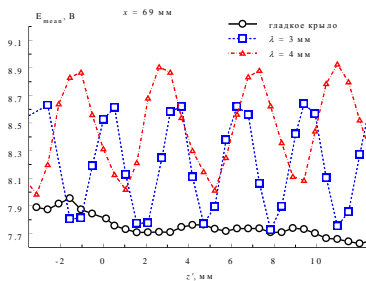 E_mean, В
x = 69 мм
гладкое крыло
λ = 3 мм
λ = 4 мм
9.1
8.9
8.7
8.5
8.3
8.1
7.9
7.7
-2 0 2 4 6 8 10
z', мм